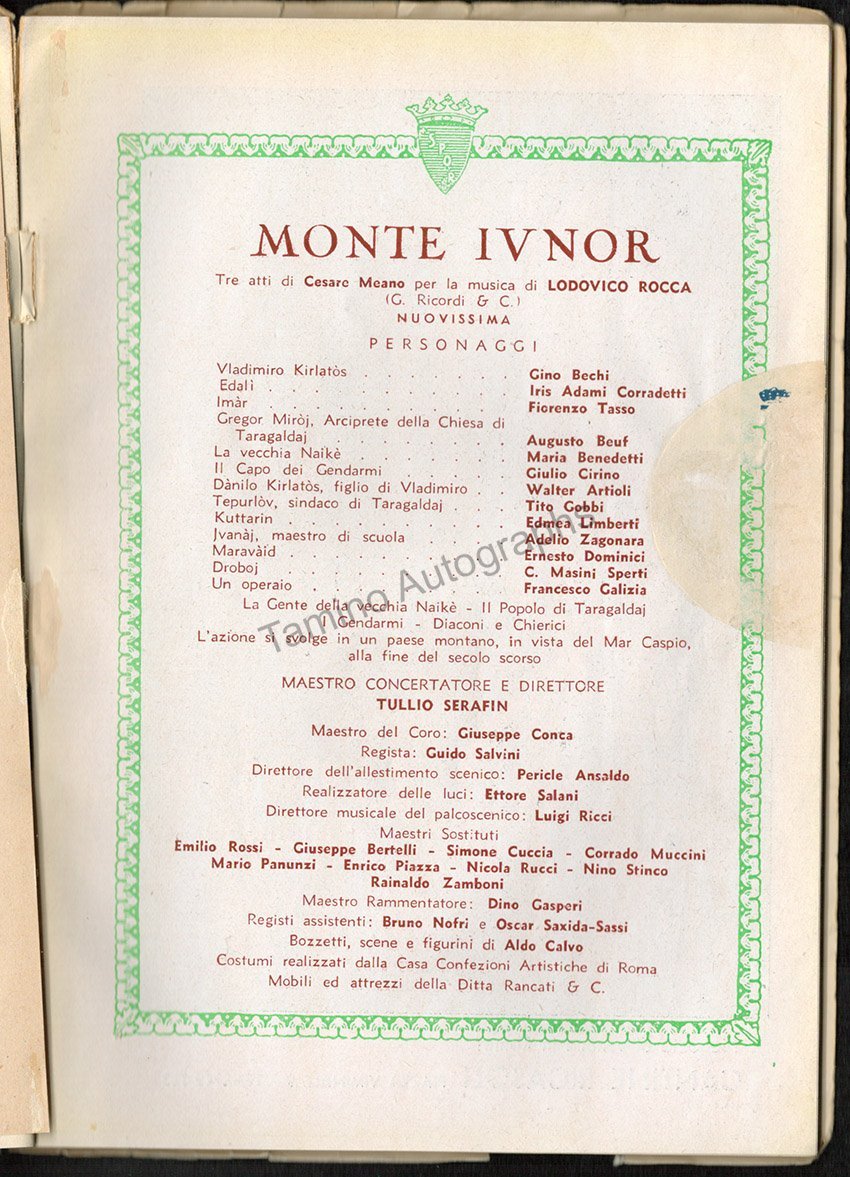 SPQR
MONTE IVNOR
Tre atti di Cesare Meano per la musica di LODOVICO ROCCA
(G. Ricordi & C.)
NUOVISSIMA
PERSONAGGI
Vladimiro Kirlatòs . . . . . . . . Gino Bechi
Edalì . . . . . . . . . . . Iris Adami Corradetti
Imàr . . . . . . . . . . . Fiorenzo Tasso
Gregor Miròj, Arciprete della Chiesa di
Taragaldaj . . . . . . . . Augusto Beuf
La vecchia Naikè . . . . . . . Maria Benedetti
Il Capo dei Gendarmi . . . . . Giulio Cirino
Dànilo Kirlatòs, figlio di Vladimiro . . Walter Artioli
Tepurlòv, sindaco di Taragaldaj . . . Tito Gobbi
Kuttarin . . . . . . . . . . Edmea Limberti
Jvanàj, maestro di scuola . . . . . Adelio Zagonara
Maravàid . . . . . . . . . . Ernesto Dominici
Droboj . . . . . . . . . . C. Masini Sperti
Un operaio . . . . . . . . . Francesco Galizia
La Gente della vecchia Naikè - Il Popolo di Taragaldaj
I Gendarmi - Diaconi e Chierici
L'azione si svolge in un paese montano, in vista del Mar Caspio,
alla fine del secolo scorso
MAESTRO CONCERTATORE E DIRETTORE
TULLIO SERAFIN
Maestro del Coro: Giuseppe Conca
Regista: Guido Salvini
Direttore dell'allestimento scenico: Pericle Ansaldo
Realizzatore delle luci: Ettore Salani
Direttore musicale del palcoscenico: Luigi Ricci
Maestri Sostituti
Emilio Rossi - Giuseppe Bertelli - Simone Cuccia - Corrado Muccini
Mario Panunzi - Enrico Piazza - Nicola Rucci - Nino Stinco
Rainaldo Zamboni
Maestro Rammentatore: Dino Gasperi
Registi assistenti: Bruno Nofri e Oscar Saxida-Sassi
Bozzetti, scene e figurini di Aldo Calvo
Costumi realizzati dalla Casa Confezioni Artistiche di Roma
Mobili ed attrezzi della Ditta Rancati & C.
Tamino Autographs